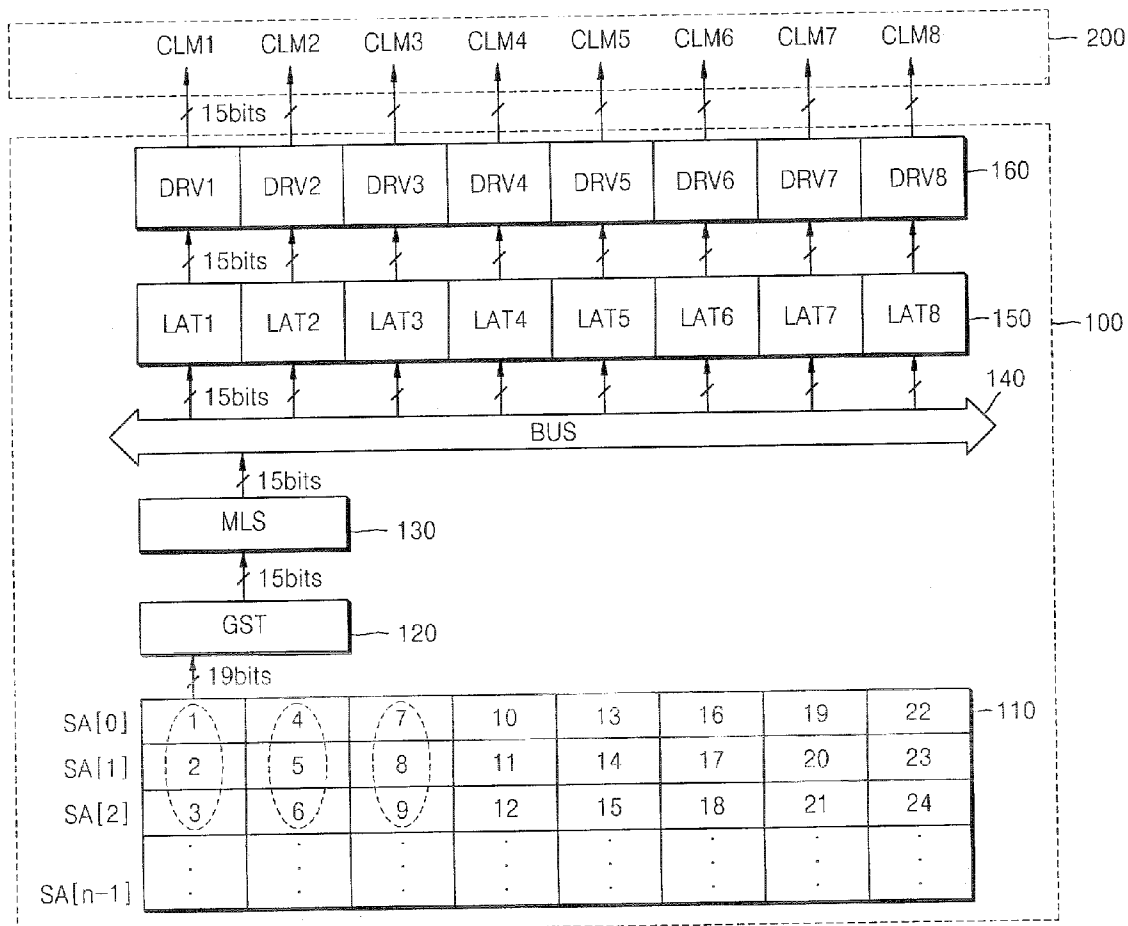 CLM1 CLM2 CLM3 CLM4 CLM5 CLM6 CLM7 CLM8
200
15bits
DRV1 DRV2 DRV3 DRV4 DRV5 DRV6 DRV7 DRV8
160
15bits
LAT1 LAT2 LAT3 LAT4 LAT5 LAT6 LAT7 LAT8
150
100
15bits
140
BUS
15bits
MLS
130
15bits
GST
120
19bits
SA[0] 1 4 7 10 13 16 19 22
110
SA[1] 2 5 8 11 14 17 20 23
SA[2] 3 6 9 12 15 18 21 24
SA[n-1]